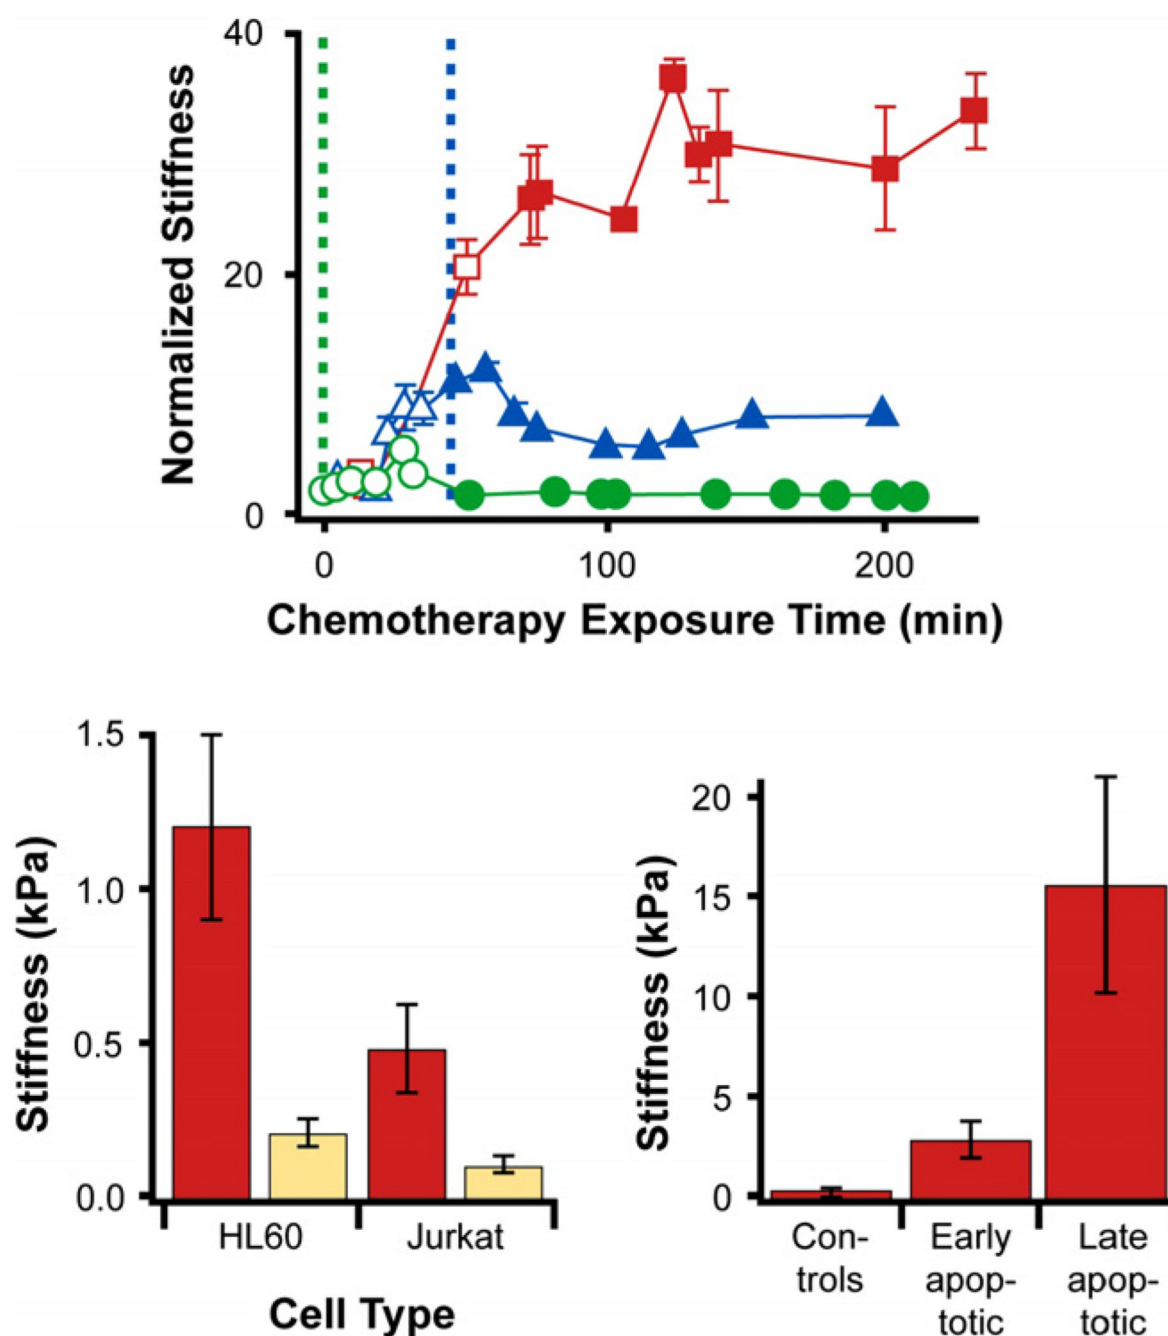 40
20
0
Normalized Stiffness
0 100 200
Chemotherapy Exposure Time (min)
1.5
1.0
0.5
0.0
Stiffness (kPa)
HL60 Jurkat
Cell Type
20
15
10
5
0
Stiffness (kPa)
Con-
trols
Early
apop-
totic
Late
apop-
totic